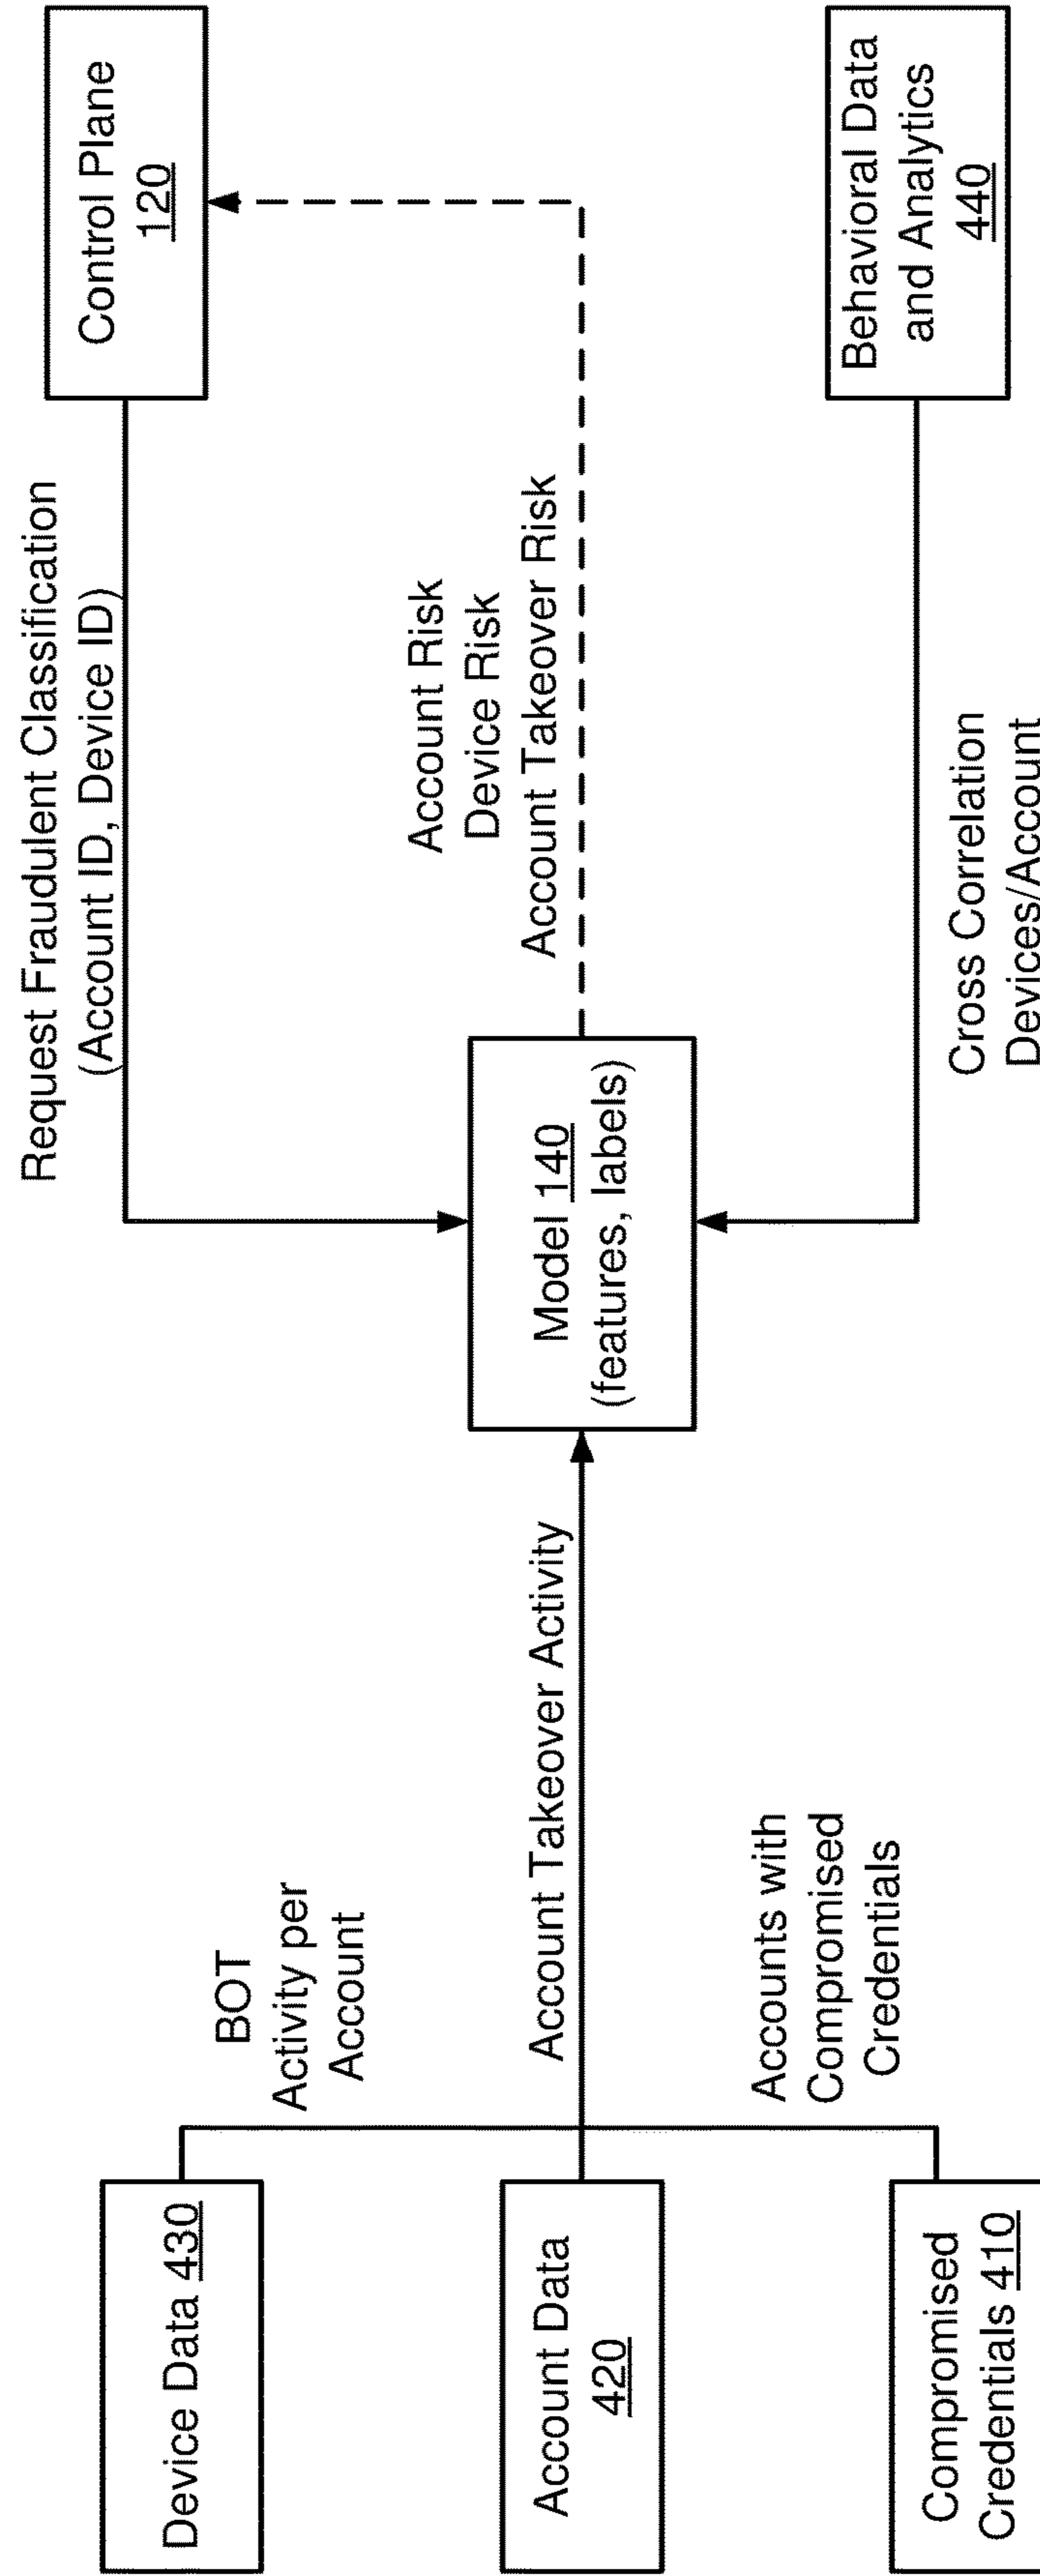 Device Data 430
BOT
Activity per
Account
Account Data
420
Account Takeover Activity
Compromised
Credentials 410
Accounts with
Compromised
Credentials
Model 140
(features, labels)
Request Fraudulent Classification
(Account ID, Device ID)
Account Risk
Device Risk
Account Takeover Risk
Cross Correlation
Devices/Account
Control Plane
120
Behavioral Data
and Analytics
440